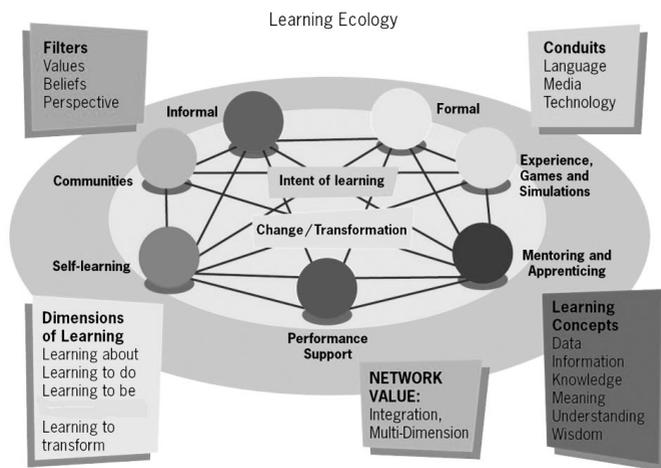 Learning Ecology
Filters
Values
Beliefs
Perspective
Conduits
Language
Media
Technology
Informal
Formal
Communities
Intent of learning
Experience,
Games and
Simulations
Change/Transformation
Self-learning
Mentoring and
Apprenticing
Performance
Support
Dimensions
of Learning
Learning about
Learning to do
Learning to be
Learning to
transform
NETWORK
VALUE:
Integration,
Multi-Dimension
Learning
Concepts
Data
Information
Knowledge
Meaning
Understanding
Wisdom